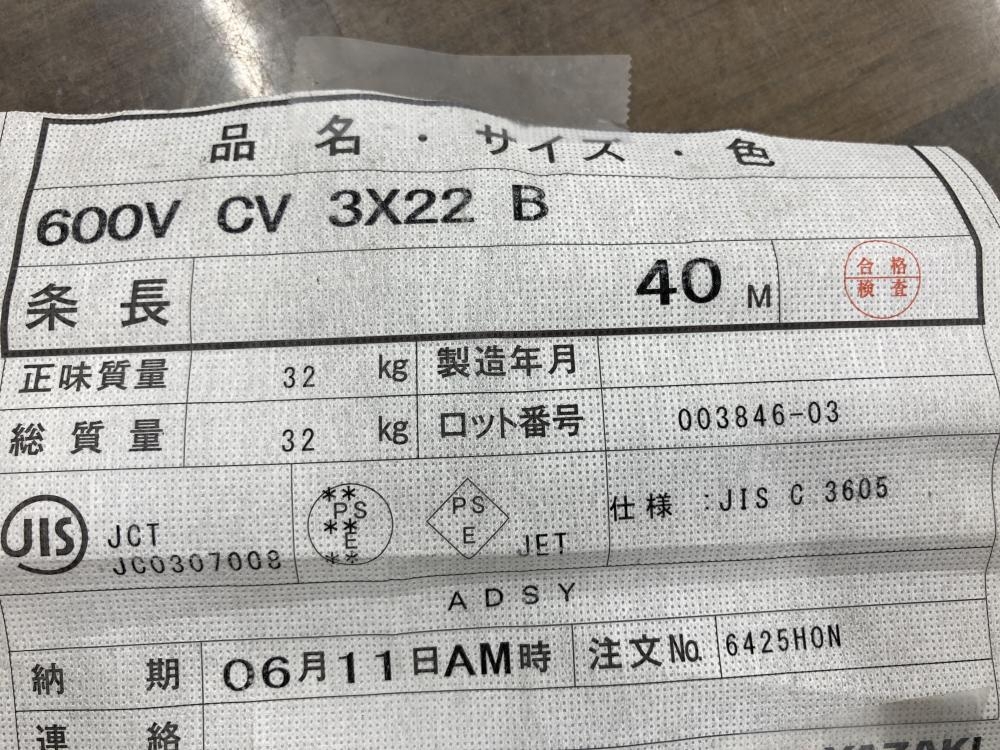 品名・サイズ・色
600V CV 3X22 B
条長 40 M 合格 検査
正味質量 32 kg 製造年月
総質量 32 kg ロット番号 003846-03
JIS JCT JC0307008 ** PS ** E ** PS E JET 仕様:JIS C 3605
ADSY
納期 06月11日AM時 注文No. 6425HON
連絡